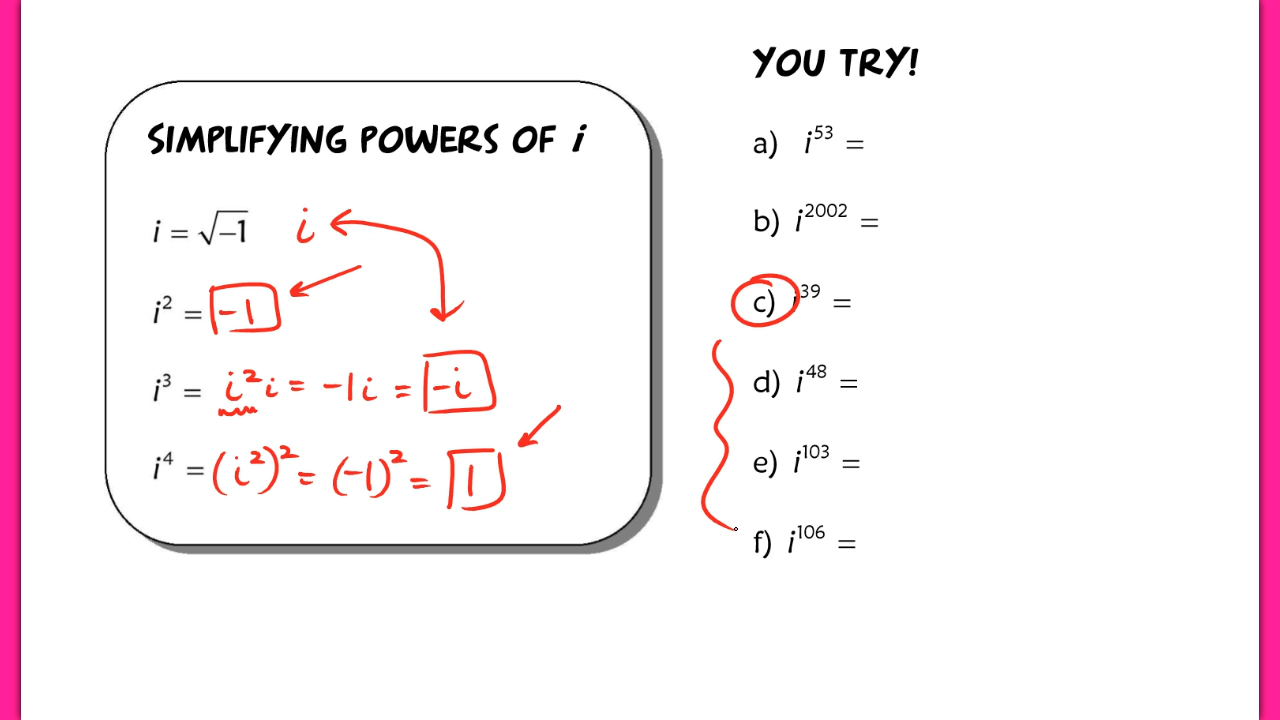 SIMPLIFYING POWERS OF i
i = √−1 i
i² = -1
i³ = i²i = -1i = -i
i⁴ = (i²)² = (-1)² = 1
YOU TRY!
a) i⁵³ =
b) i²⁰⁰² =
c) i³⁹ =
d) i⁴⁸ =
e) i¹⁰³ =
f) i¹⁰⁶ =